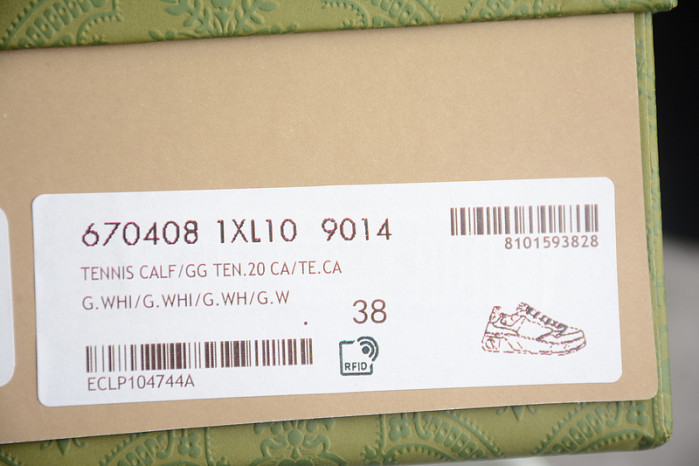 670408 1XL10 9014
8101593828
TENNIS CALF/GG TEN.20 CA/TE.CA
G.WHI/G.WHI/G.WH/G.W
. 38
ECLP104744A
RFID